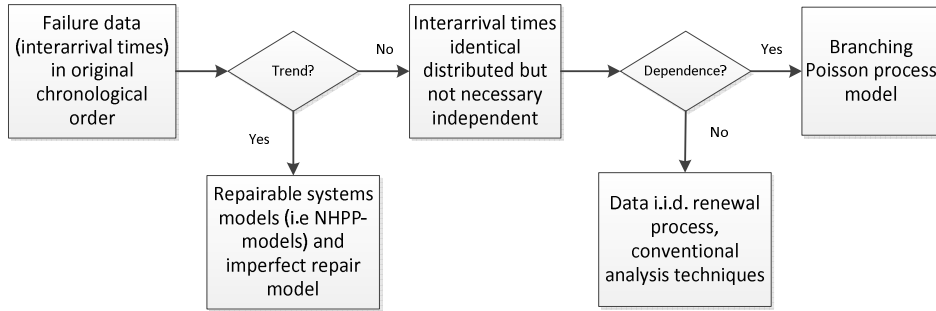 Failure data
(interarrival times)
in original
chronological
order
Trend?
No
Yes
Interarrival times
identical
distributed but
not necessary
independent
Dependence?
Yes
No
Branching
Poisson process
model
Repairable systems
models (i.e NHPP-
models) and
imperfect repair
model
Data i.i.d. renewal
process,
conventional
analysis techniques